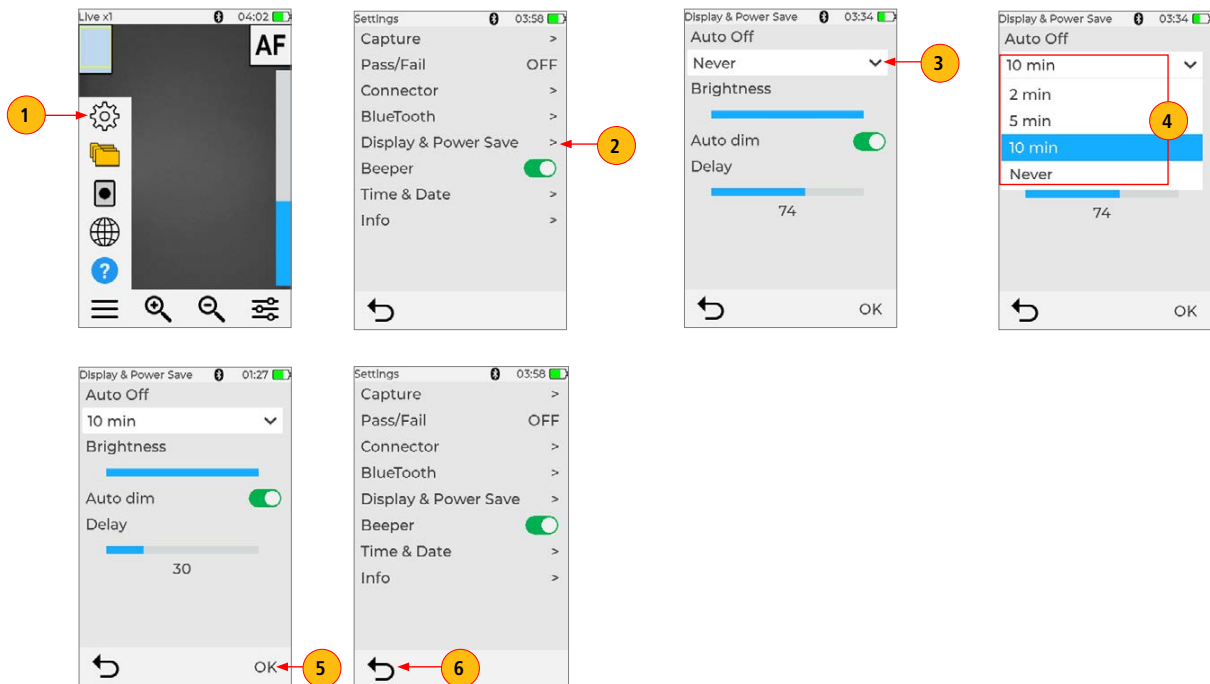 Live x1 04:02
AF
1
Settings 03:58
Capture >
Pass/Fail OFF
Connector >
BlueTooth >
Display & Power Save > 2
Beeper
Time & Date >
Info >
Display & Power Save 03:34
Auto Off
Never 3
Brightness
Auto dim
Delay
74
OK
Display & Power Save 03:34
Auto Off
10 min
2 min
5 min 4
10 min
Never
74
OK
Display & Power Save 01:27
Auto Off
10 min
Brightness
Auto dim
Delay
30
OK 5
Settings 03:58
Capture >
Pass/Fail OFF
Connector >
BlueTooth >
Display & Power Save >
Beeper
Time & Date >
Info >
6